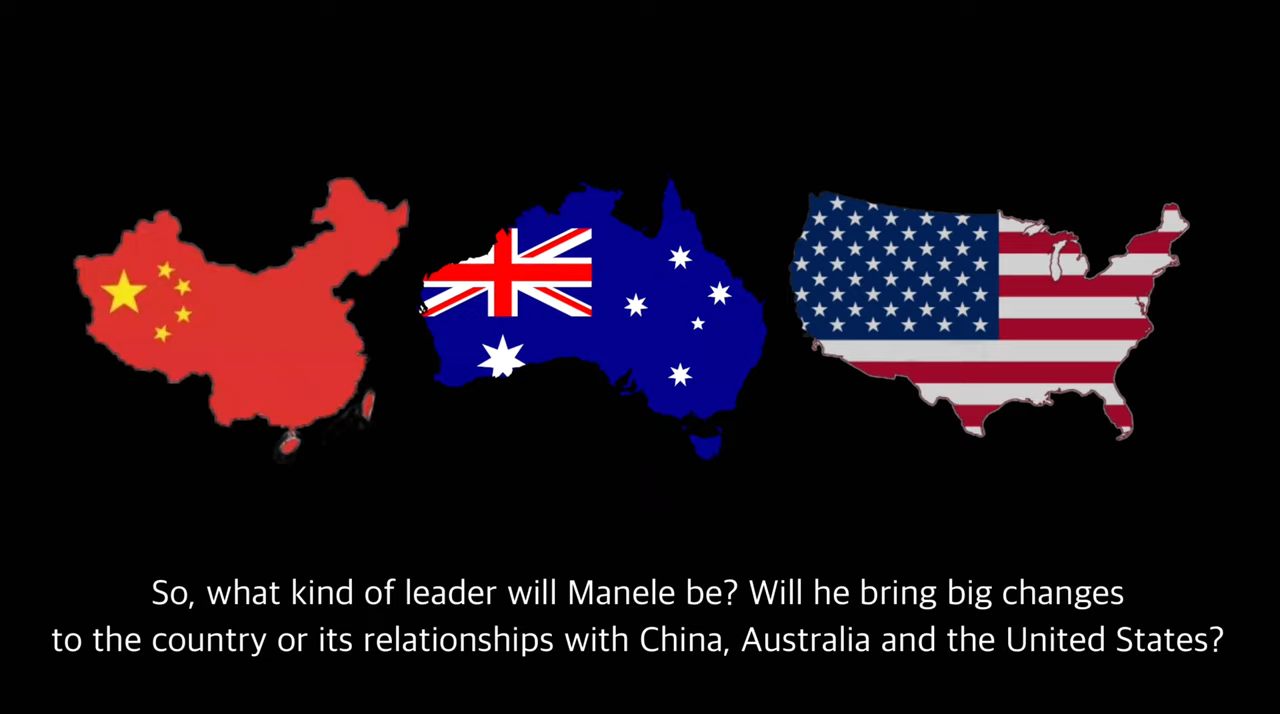 So, what kind of leader will Manele be? Will he bring big changes
to the country or its relationships with China, Australia and the United States?